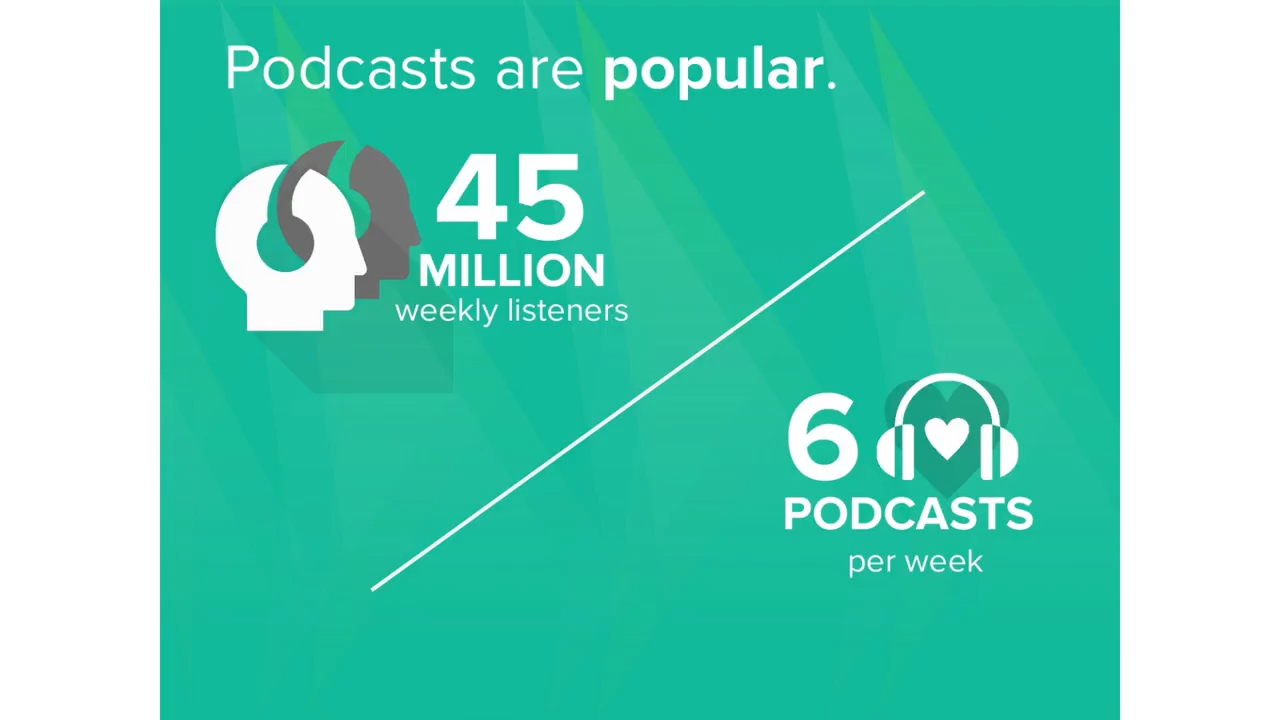 Podcasts are popular.
45
MILLION
weekly listeners
6
PODCASTS
per week